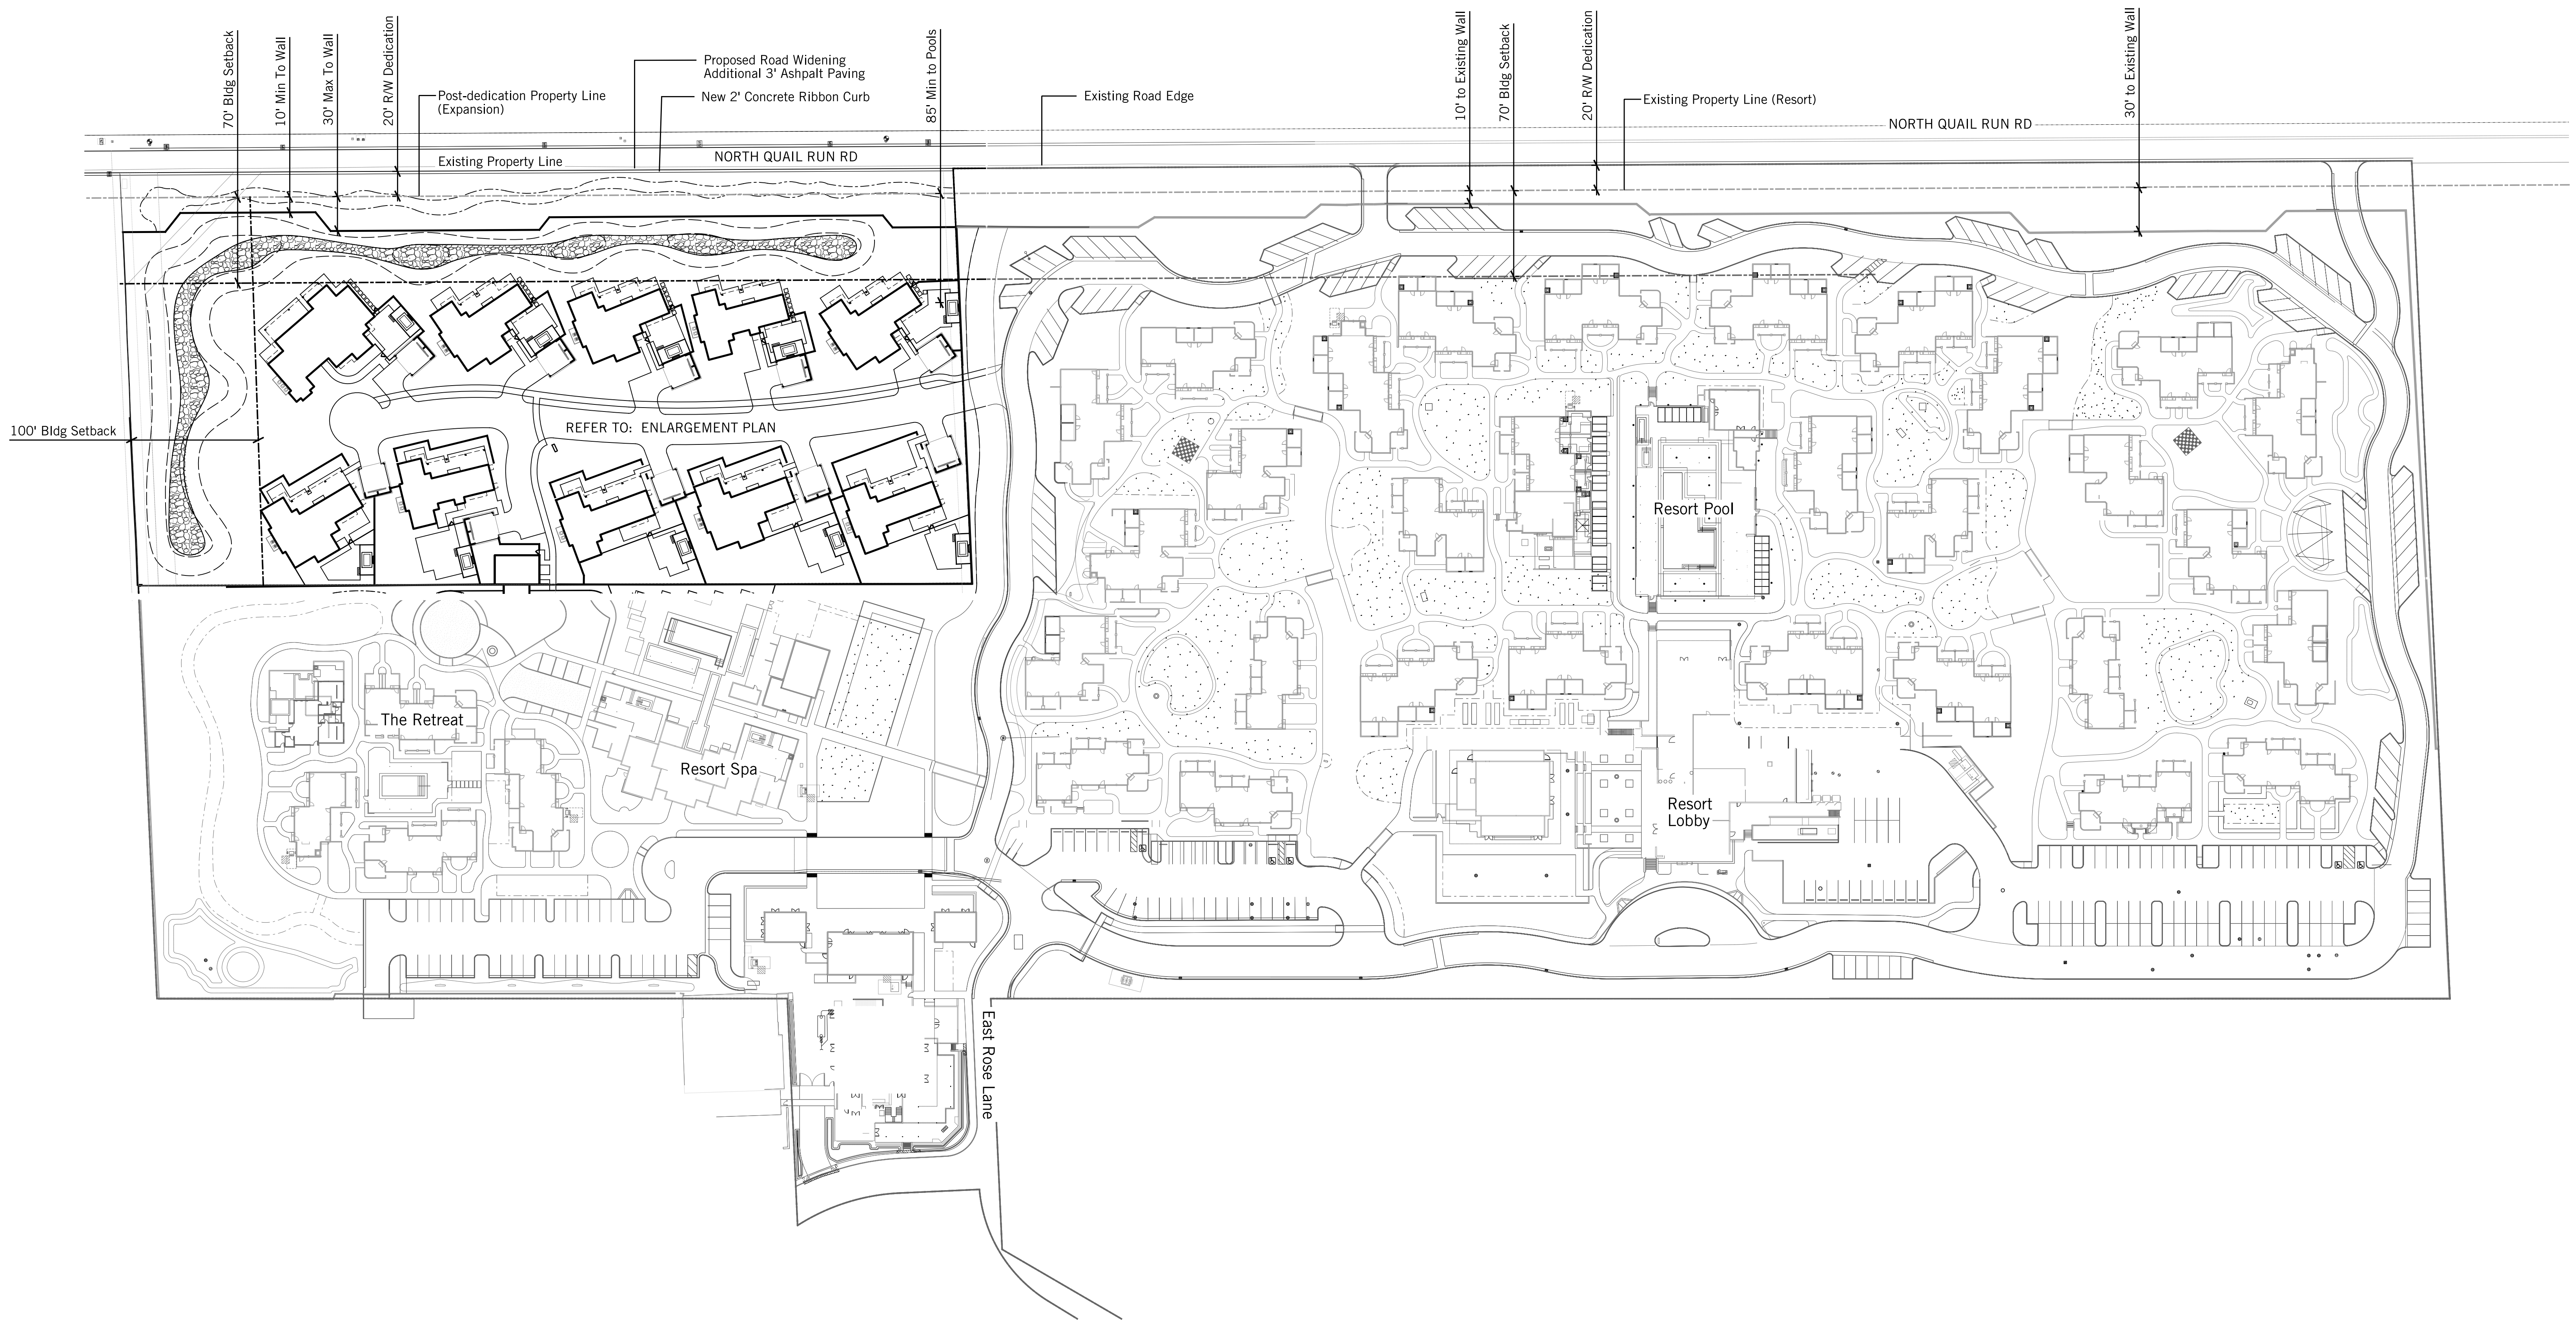 70' Bldg Setback
10' Min To Wall
30' Max To Wall
20' R/W Dedication
Post-dedication Property Line
(Expansion)
Proposed Road Widening
Additional 3' Ashpalt Paving
New 2' Concrete Ribbon Curb
85' Min to Pools
Existing Road Edge
10' to Existing Wall
70' Bldg Setback
20' R/W Dedication
Existing Property Line (Resort)
NORTH QUAIL RUN RD
30' to Existing Wall
Existing Property Line
NORTH QUAIL RUN RD
100' Bldg Setback
REFER TO: ENLARGEMENT PLAN
Resort Pool
The Retreat
Resort Spa
Resort
Lobby
East Rose Lane